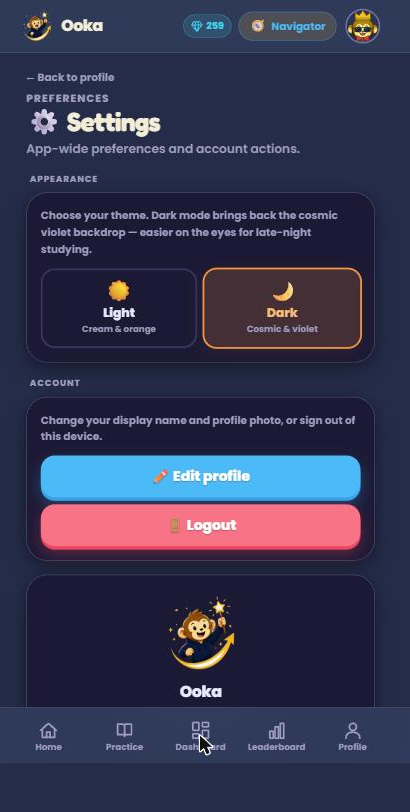 Ooka
259
Navigator
← Back to profile
PREFERENCES
Settings
App-wide preferences and account actions.
APPEARANCE
Choose your theme. Dark mode brings back the cosmic
violet backdrop — easier on the eyes for late-night
studying.
Light
Cream & orange
Dark
Cosmic & violet
ACCOUNT
Change your display name and profile photo, or sign out of
this device.
Edit profile
Logout
Ooka
Home
Practice
Dashboard
Leaderboard
Profile